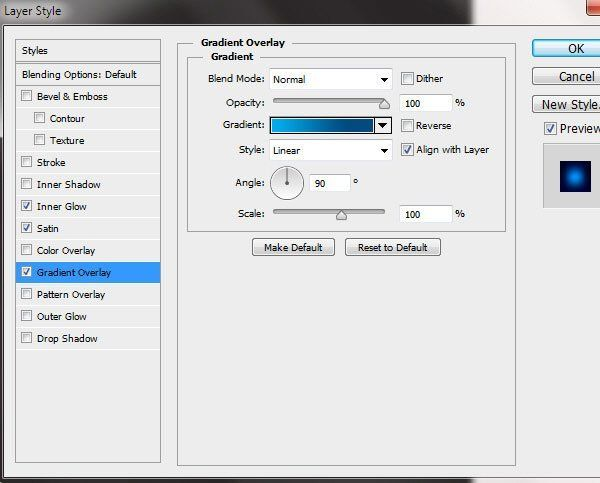 Layer Style
Styles
Blending Options: Default
Bevel & Emboss
Contour
Texture
Stroke
Inner Shadow
Inner Glow
Satin
Color Overlay
Gradient Overlay
Pattern Overlay
Outer Glow
Drop Shadow
Gradient Overlay
Gradient
Blend Mode: Normal Dither
Opacity: 100 %
Gradient: Reverse
Style: Linear Align with Layer
Angle: 90 °
Scale: 100 %
Make Default Reset to Default
OK
Cancel
New Style.
Preview